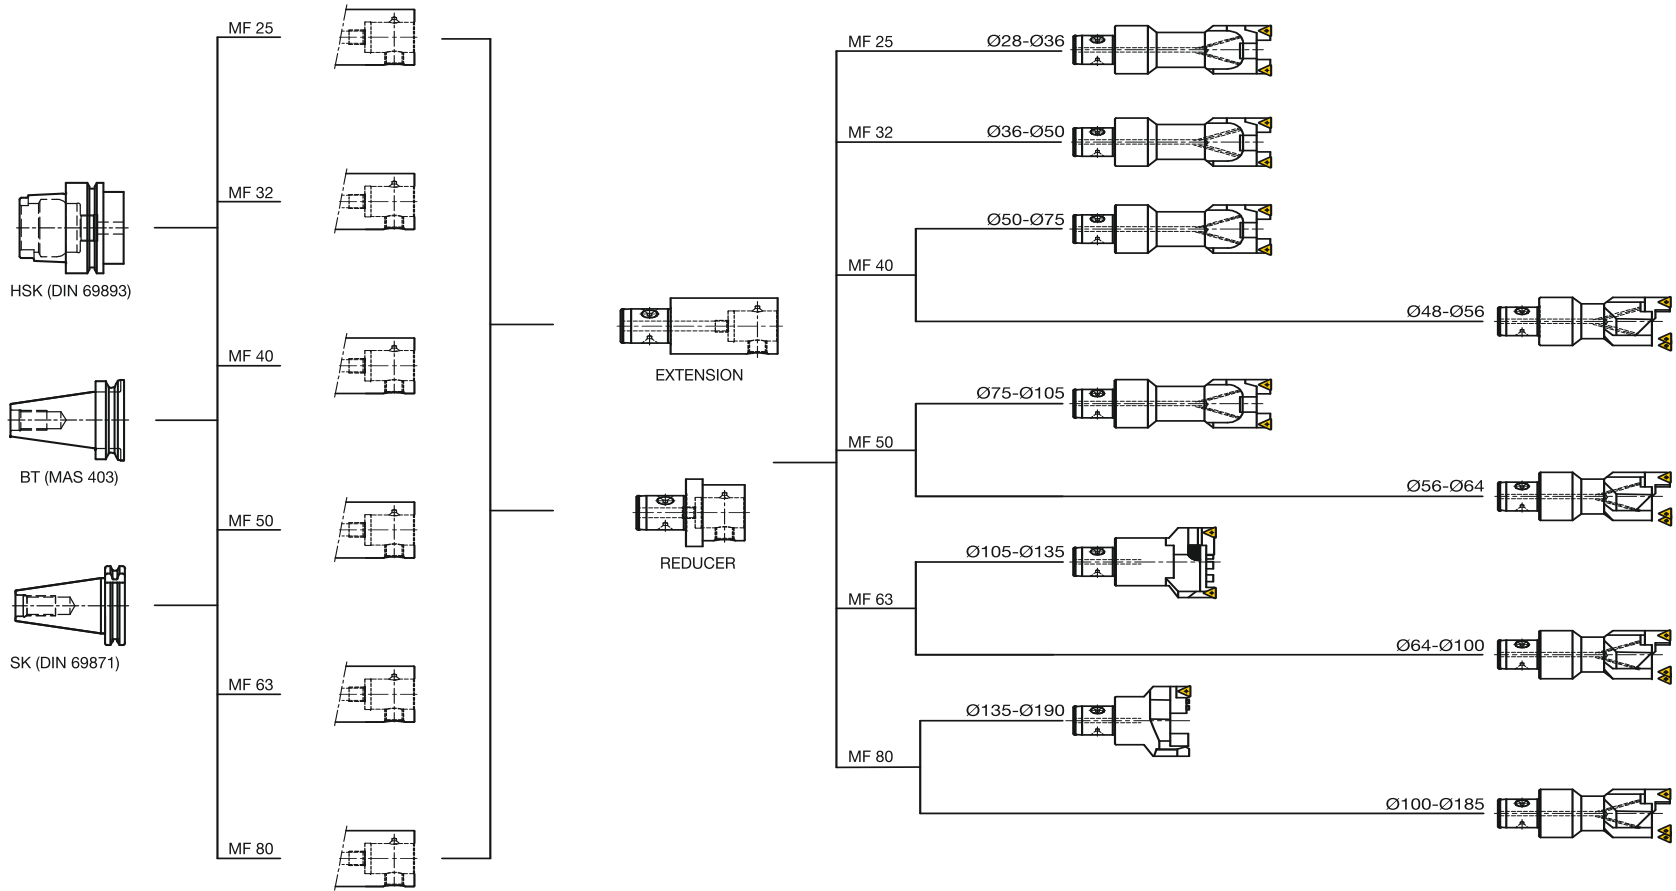 HSK (DIN 69893)
BT (MAS 403)
SK (DIN 69871)
MF 25
MF 32
MF 40
MF 50
MF 63
MF 80
EXTENSION
REDUCER
MF 25
Ø28-Ø36
MF 32
Ø36-Ø50
MF 40
Ø50-Ø75
Ø48-Ø56
MF 50
Ø75-Ø105
Ø56-Ø64
MF 63
Ø105-Ø135
Ø64-Ø100
MF 80
Ø135-Ø190
Ø100-Ø185